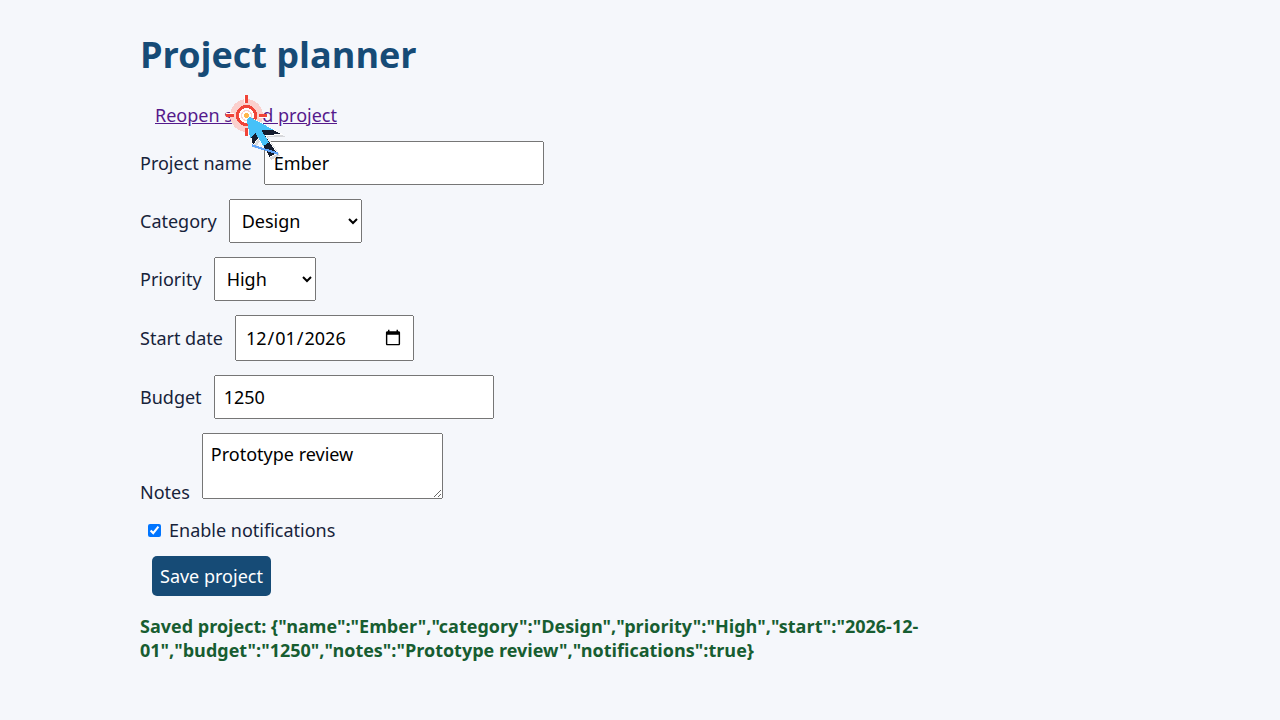 Project planner
Reopen saved project
Project name Ember
Category Design
Priority High
Start date 12/01/2026
Budget 1250
Prototype review
Notes
Enable notifications
Save project
Saved project: {"name":"Ember","category":"Design","priority":"High","start":"2026-12-
01","budget":"1250","notes":"Prototype review","notifications":true}